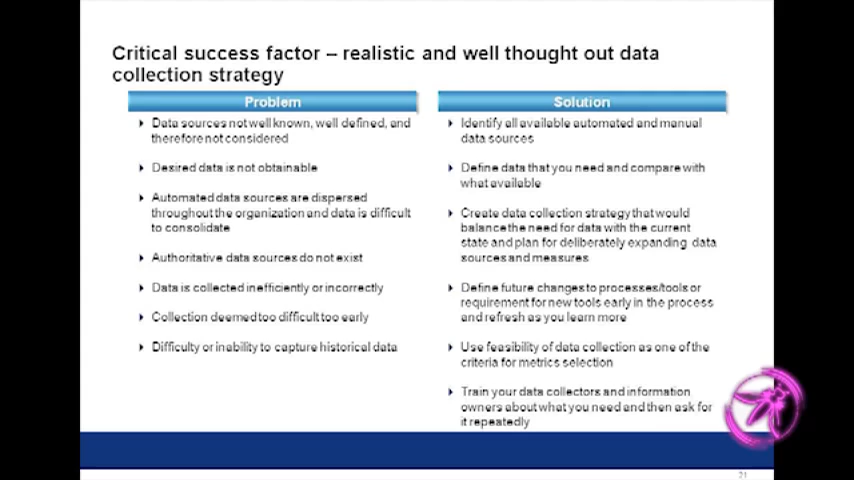 Critical success factor – realistic and well thought out data
collection strategy
Problem
Data sources not well known, well defined, and
therefore not considered
Desired data is not obtainable
Automated data sources are dispersed
throughout the organization and data is difficult
to consolidate
Authoritative data sources do not exist
Data is collected inefficiently or incorrectly
Collection deemed too difficult too early
Difficulty or inability to capture historical data
Solution
Identify all available automated and manual
data sources
Define data that you need and compare with
what available
Create data collection strategy that would
balance the need for data with the current
state and plan for deliberately expanding data
sources and measures
Define future changes to processes/tools or
requirement for new tools early in the process
and refresh as you learn more
Use feasibility of data collection as one of the
criteria for metrics selection
Train your data collectors and information
owners about what you need and then ask for
it repeatedly
21